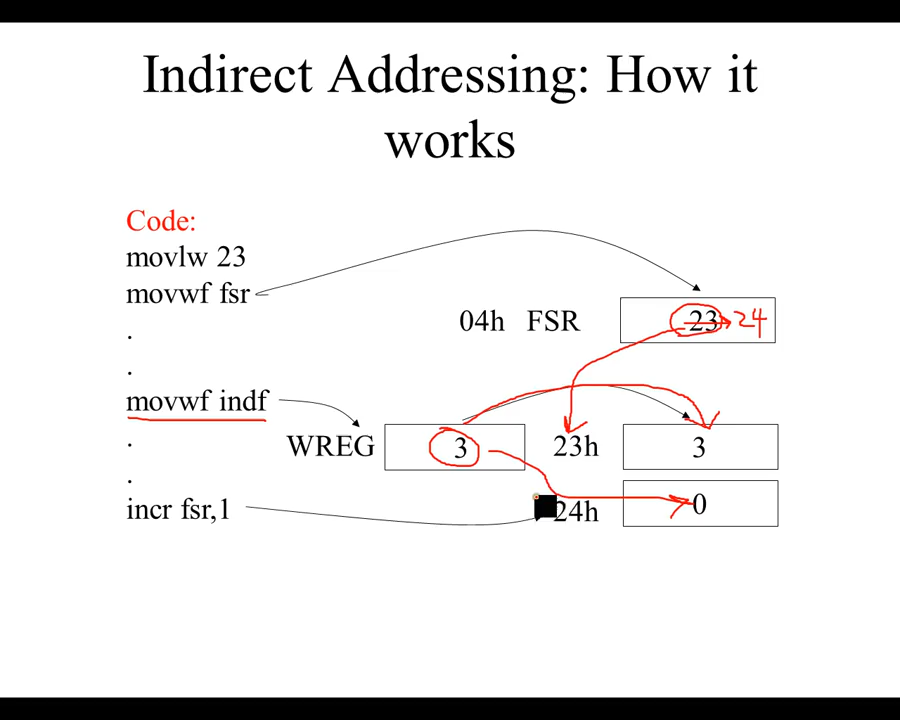 Indirect Addressing: How it
works
Code:
movlw 23
movwf fsr
04h FSR 23 24
.
.
movwf indf
WREG 3 23h 3
.
.
incr fsr,1
24h 0